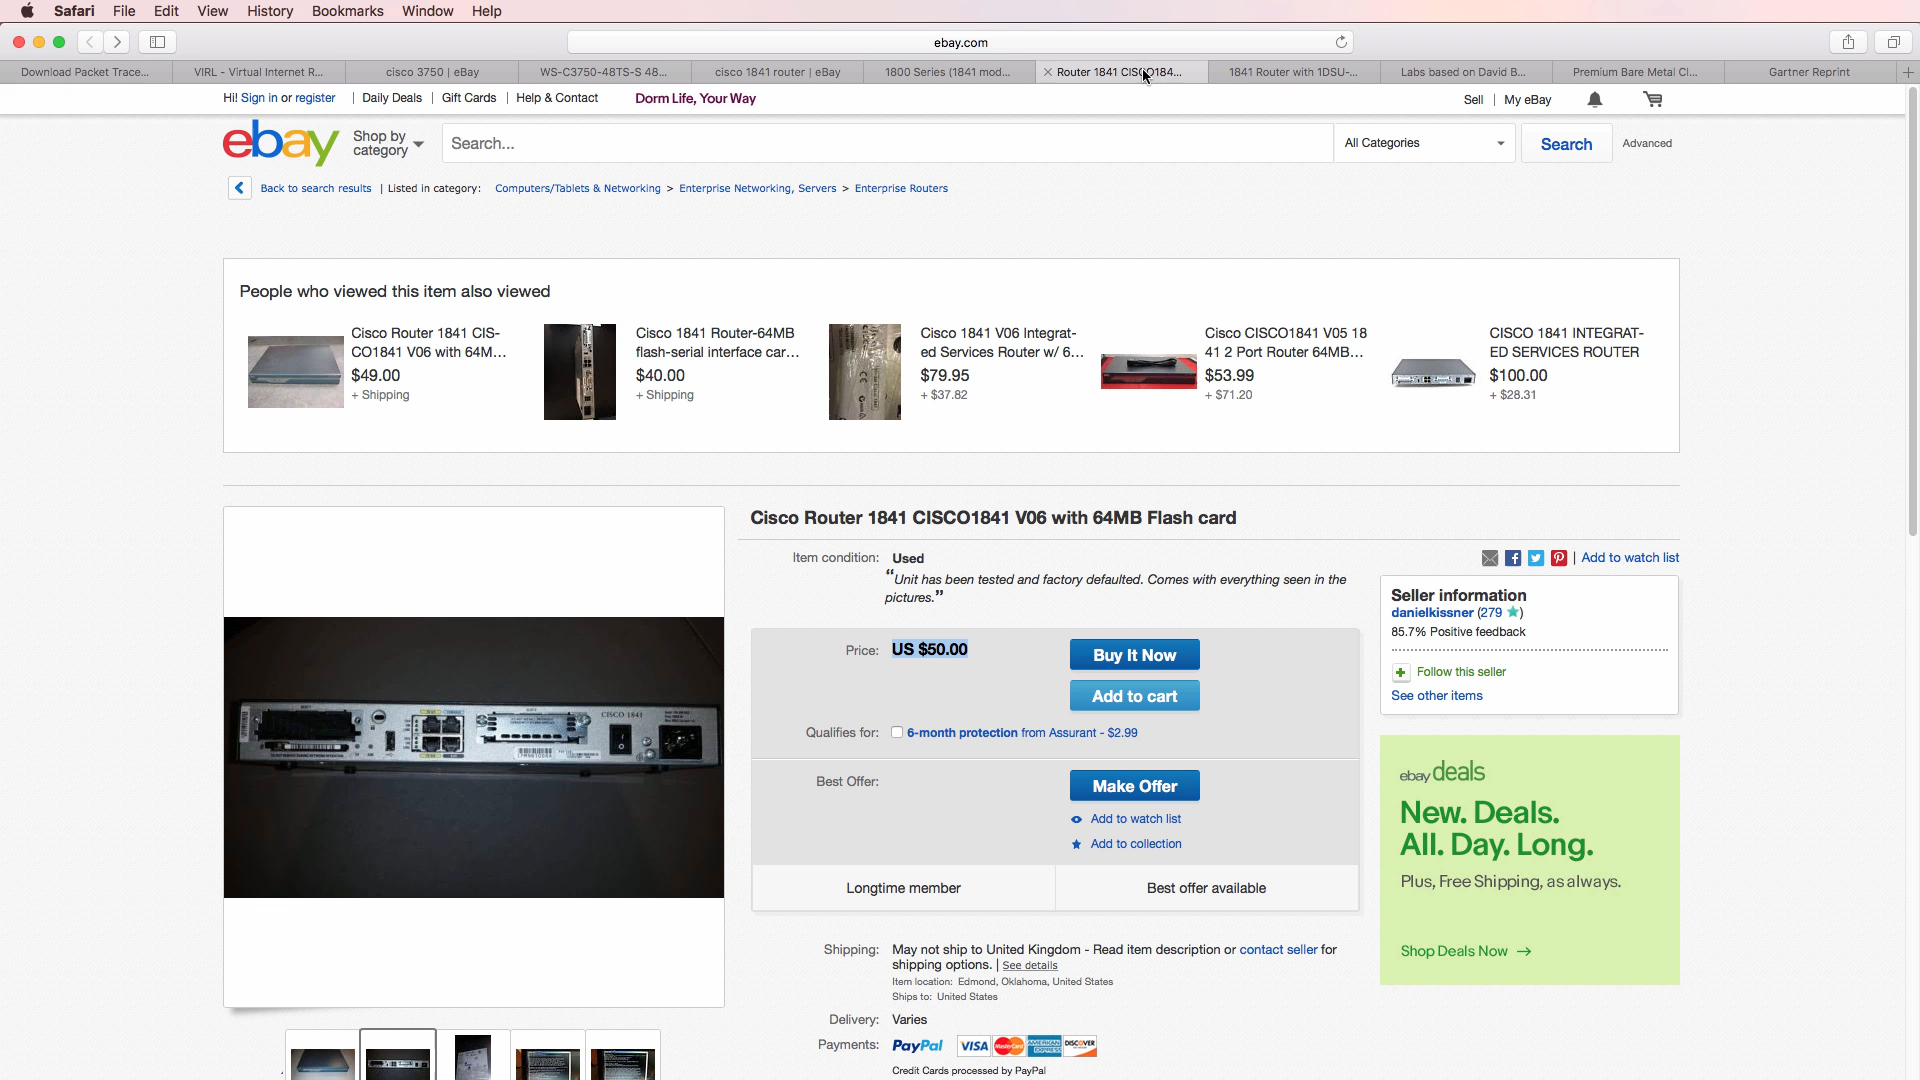 Safari File Edit View History Bookmarks Window Help
ebay.com
Download Packet Trace... VIRL - Virtual Internet R... cisco 3750 | eBay WS-C3750-48TS-S 48... cisco 1841 router | eBay 1800 Series (1841 mod... Router 1841 CISCO184... 1841 Router with 1DSU-... Labs based on David B... Premium Bare Metal Cl... Gartner Reprint
Hi! Sign in or register | Daily Deals | Gift Cards | Help & Contact Dorm Life, Your Way Sell | My eBay
ebay Shop by category Search... All Categories Search Advanced
Back to search results | Listed in category: Computers/Tablets & Networking > Enterprise Networking, Servers > Enterprise Routers
People who viewed this item also viewed
Cisco Router 1841 CIS-
CO1841 V06 with 64M...
$49.00
+ Shipping
Cisco 1841 Router-64MB
flash-serial interface car...
$40.00
+ Shipping
Cisco 1841 V06 Integrat-
ed Services Router w/ 6...
$79.95
+ $37.82
Cisco CISCO1841 V05 18
41 2 Port Router 64MB...
$53.99
+ $71.20
CISCO 1841 INTEGRAT-
ED SERVICES ROUTER
$100.00
+ $28.31
CISCO 1841
Cisco Router 1841 CISCO1841 V06 with 64MB Flash card
Item condition: Used
“Unit has been tested and factory defaulted. Comes with everything seen in the
pictures.”
Price: US $50.00 Buy It Now
Add to cart
Qualifies for: 6-month protection from Assurant - $2.99
Best Offer: Make Offer
Add to watch list
Add to collection
Longtime member Best offer available
Shipping: May not ship to United Kingdom - Read item description or contact seller for
shipping options. | See details
Item location: Edmond, Oklahoma, United States
Ships to: United States
Delivery: Varies
Payments: PayPal VISA MasterCard AMERICAN EXPRESS DISCOVER
Credit Cards processed by PayPal
| Add to watch list
Seller information
danielkissner (279 )
85.7% Positive feedback
Follow this seller
See other items
ebay deals
New. Deals.
All. Day. Long.
Plus, Free Shipping, as always.
Shop Deals Now →